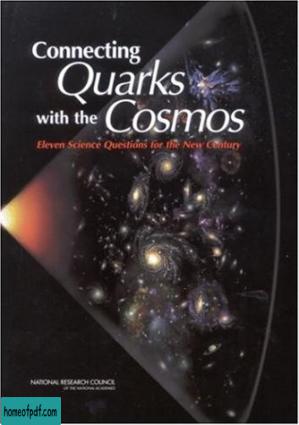 Connecting
Quarks
with the Cosmos
Eleven Science Questions for the New Century
NATIONAL RESEARCH COUNCIL
OF THE NATIONAL ACADEMIES
homeofpdf.com